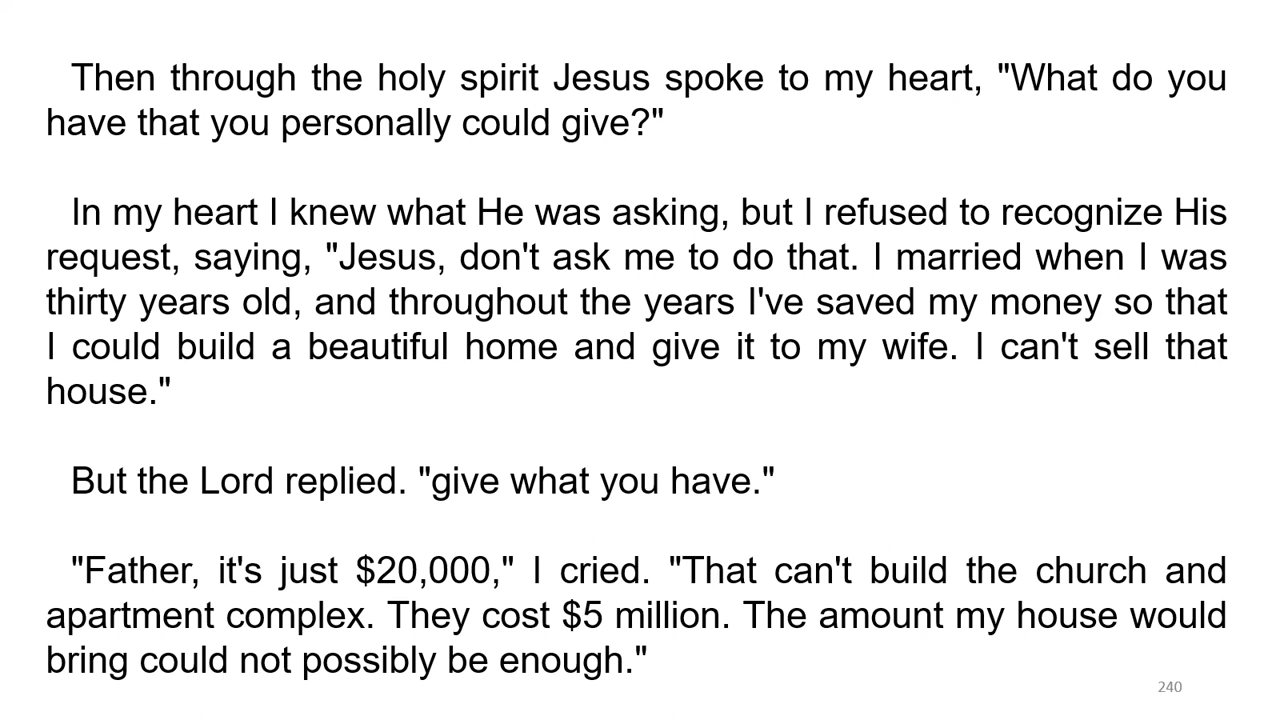 Then through the holy spirit Jesus spoke to my heart, "What do you
have that you personally could give?"
In my heart I knew what He was asking, but I refused to recognize His
request, saying, "Jesus, don't ask me to do that. I married when I was
thirty years old, and throughout the years I've saved my money so that
I could build a beautiful home and give it to my wife. I can't sell that
house."
But the Lord replied. "give what you have."
"Father, it's just $20,000," I cried. "That can't build the church and
apartment complex. They cost $5 million. The amount my house would
bring could not possibly be enough."
240